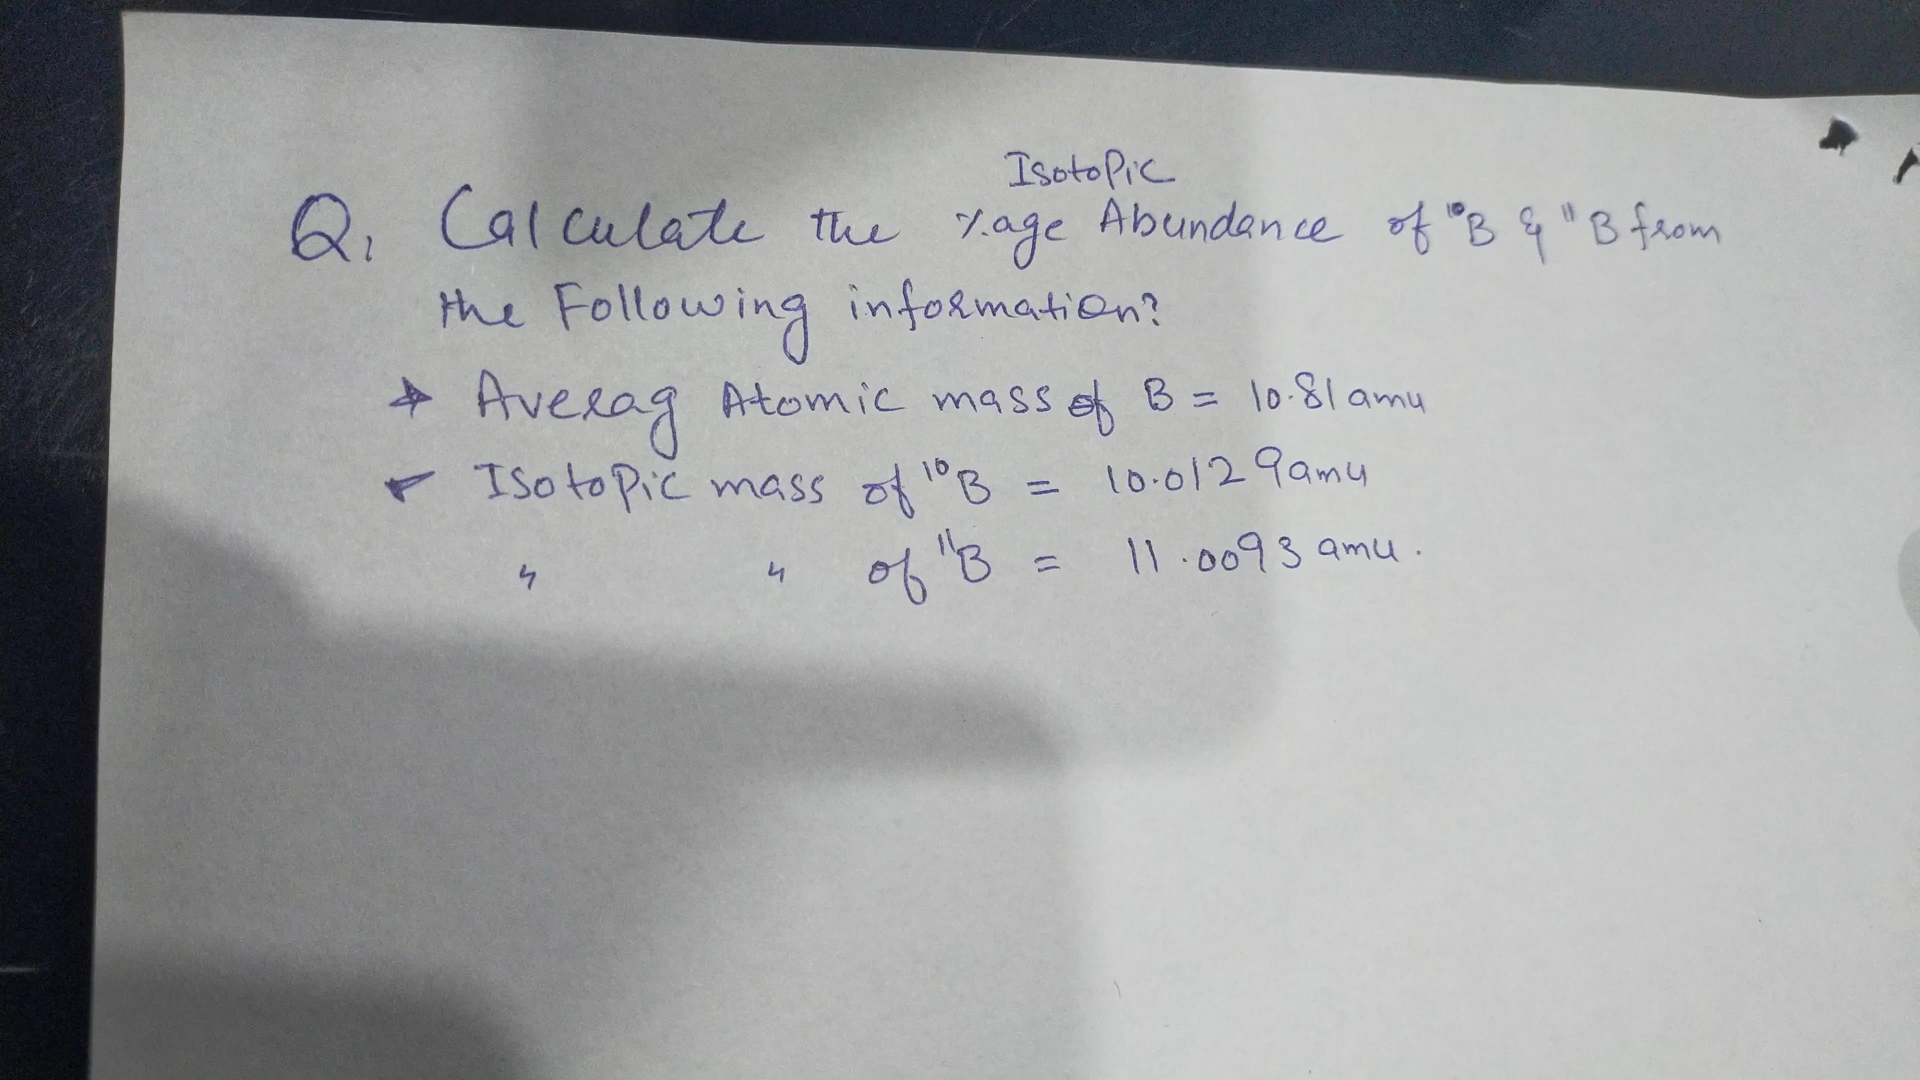 Isotopic
Q. Calculate the %age Abundance of ¹⁰B & ¹¹B from
the Following information?
Averag Atomic mass of B = 10.81 amu
Isotopic mass of ¹⁰B = 10.0129 amu
" " of ¹¹B = 11.0093 amu.